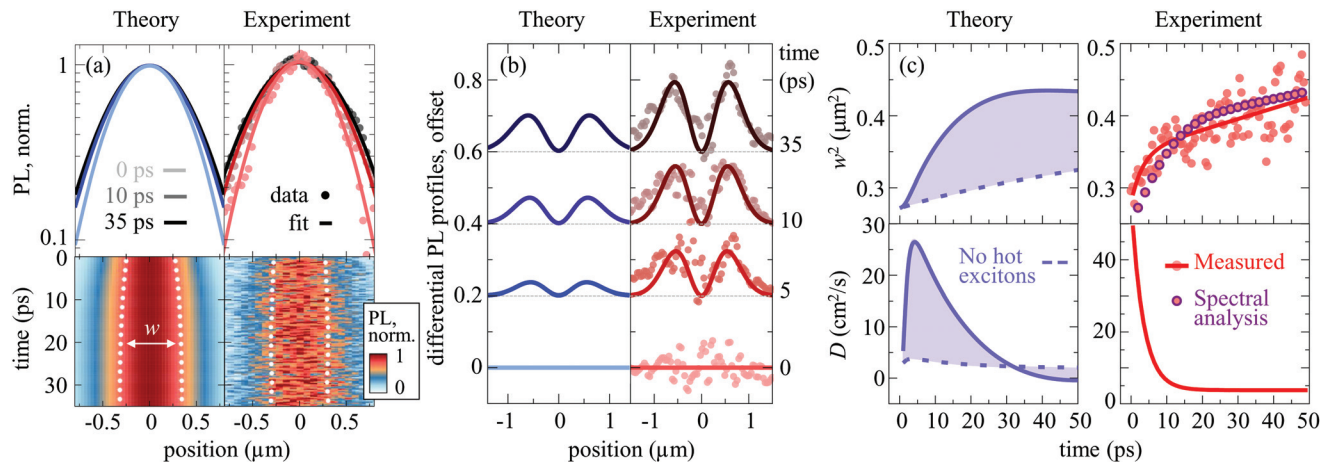 Theory Experiment
(a)
PL, norm.
1
0.1
0 ps
10 ps
35 ps
data
fit
time (ps)
0
10
20
30
w
PL,
norm.
1
0
-0.5 0 0.5 -0.5 0 0.5
position (µm)
Theory Experiment
(b)
time
(ps)
differential PL profiles, offset
0.8
0.6
0.4
0.2
0
35
10
5
0
-1 0 1 -1 0 1
position (µm)
Theory Experiment
(c)
w² (µm²)
0.5
0.4
0.3
0.5
0.4
0.3
D (cm²/s)
30
20
10
0
No hot
excitons
40
20
0
Measured
Spectral
analysis
0 10 20 30 40 50 0 10 20 30 40 50
time (ps)